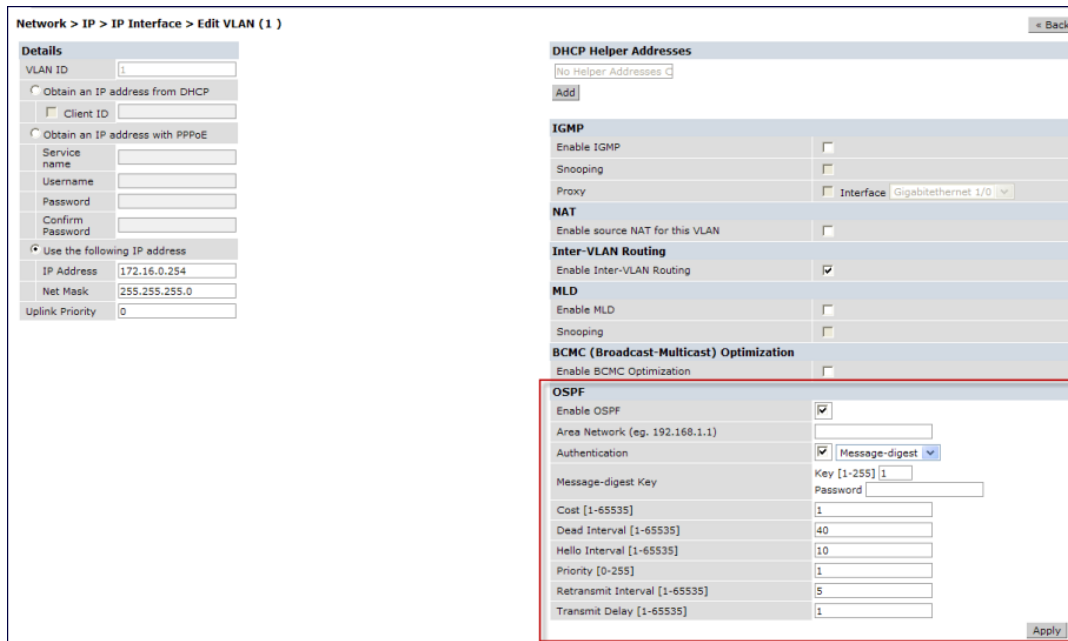 Network > IP > IP Interface > Edit VLAN (1 )
« Back
Details
VLAN ID 1
Obtain an IP address from DHCP
Client ID
Obtain an IP address with PPPoE
Service name
Username
Password
Confirm Password
Use the following IP address
IP Address 172.16.0.254
Net Mask 255.255.255.0
Uplink Priority 0
DHCP Helper Addresses
No Helper Addresses C
Add
IGMP
Enable IGMP
Snooping
Proxy Interface Gigabitethernet 1/0
NAT
Enable source NAT for this VLAN
Inter-VLAN Routing
Enable Inter-VLAN Routing
MLD
Enable MLD
Snooping
BCMC (Broadcast-Multicast) Optimization
Enable BCMC Optimization
OSPF
Enable OSPF
Area Network (eg. 192.168.1.1)
Authentication Message-digest
Message-digest Key Key [1-255] 1
Password
Cost [1-65535] 1
Dead Interval [1-65535] 40
Hello Interval [1-65535] 10
Priority [0-255] 1
Retransmit Interval [1-65535] 5
Transmit Delay [1-65535] 1
Apply